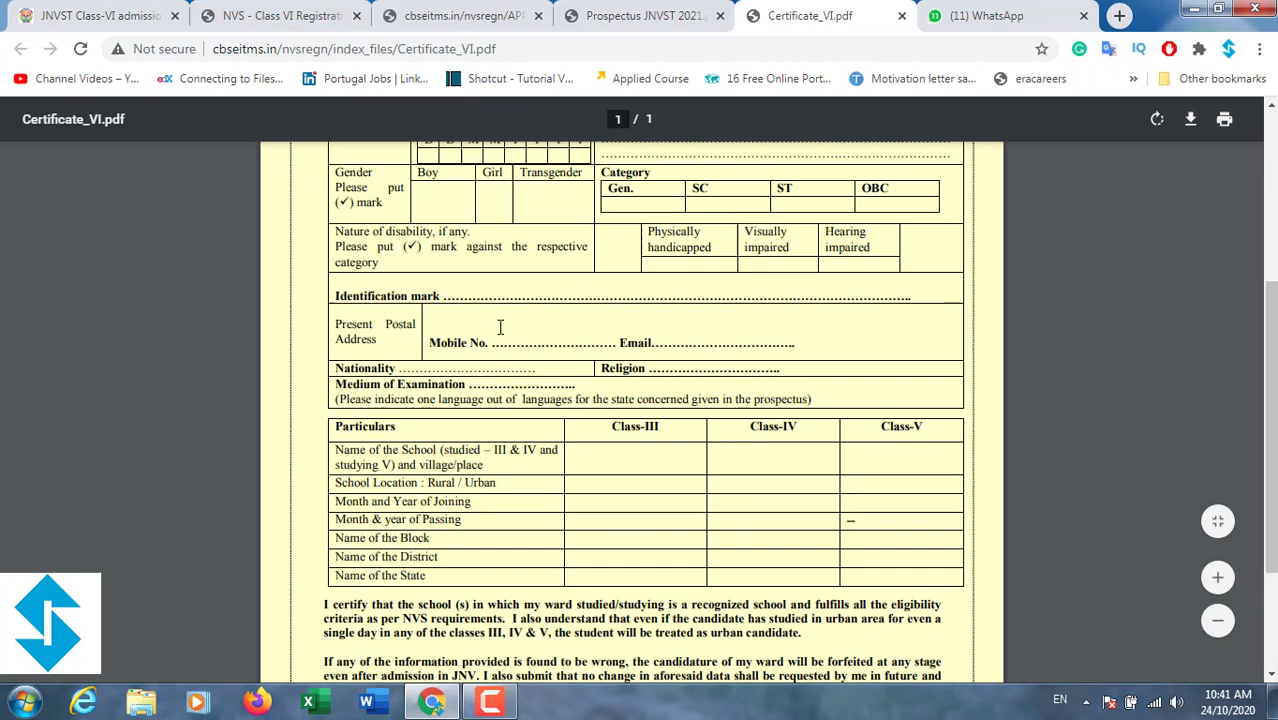 JNVST Class-VI admissi
NVS - Class VI Registrati
cbseitms.in/nvsregn/APP
Prospectus JNVST 2021
Certificate_VI.pdf
(11) WhatsApp
Not secure
cbseitms.in/nvsregn/index_files/Certificate_VI.pdf
IQ
Channel Videos – Y...
Connecting to Files...
Portugal Jobs | Link...
Shotcut - Tutorial V...
Applied Course
16 Free Online Port...
Motivation letter sa...
eracareers
»
Other bookmarks
Certificate_VI.pdf
1 / 1
Gender
Please put
(✓) mark
Boy
Girl
Transgender
Category
Gen.
SC
ST
OBC
Nature of disability, if any.
Please put (✓) mark against the respective
category
Physically
handicapped
Visually
impaired
Hearing
impaired
Identification mark ……………………………………………………………………………………………..
Present Postal
Address
Mobile No. ………………………… Email……………………………..
Nationality ……………………………
Religion …………………………..
Medium of Examination ……………………..
(Please indicate one language out of languages for the state concerned given in the prospectus)
Particulars
Class-III
Class-IV
Class-V
Name of the School (studied – III & IV and
studying V) and village/place
School Location : Rural / Urban
Month and Year of Joining
Month & year of Passing
--
Name of the Block
Name of the District
Name of the State
I certify that the school (s) in which my ward studied/studying is a recognized school and fulfills all the eligibility
criteria as per NVS requirements. I also understand that even if the candidate has studied in urban area for even a
single day in any of the classes III, IV & V, the student will be treated as urban candidate.
If any of the information provided is found to be wrong, the candidature of my ward will be forfeited at any stage
even after admission in JNV. I also submit that no change in aforesaid data shall be requested by me in future and
EN
10:41 AM
24/10/2020